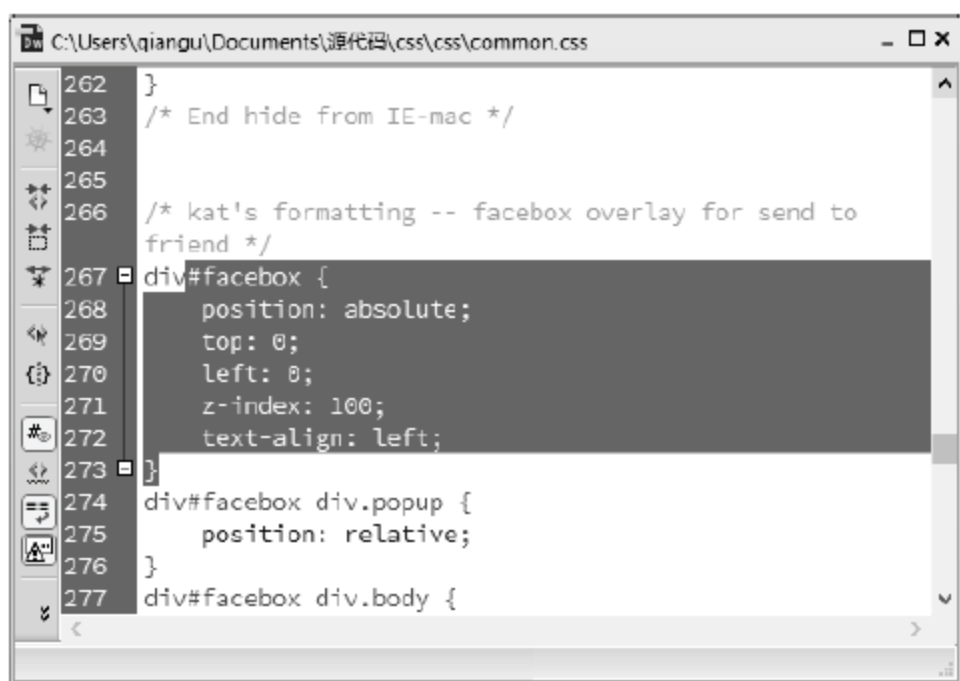 Dw C:\Users\qiangu\Documents\源代码\css\css\common.css
262 }
263 /* End hide from IE-mac */
264
265
266 /* kat's formatting -- facebox overlay for send to
friend */
267 div#facebox {
268 position: absolute;
269 top: 0;
270 left: 0;
271 z-index: 100;
272 text-align: left;
273 }
274 div#facebox div.popup {
275 position: relative;
276 }
277 div#facebox div.body {